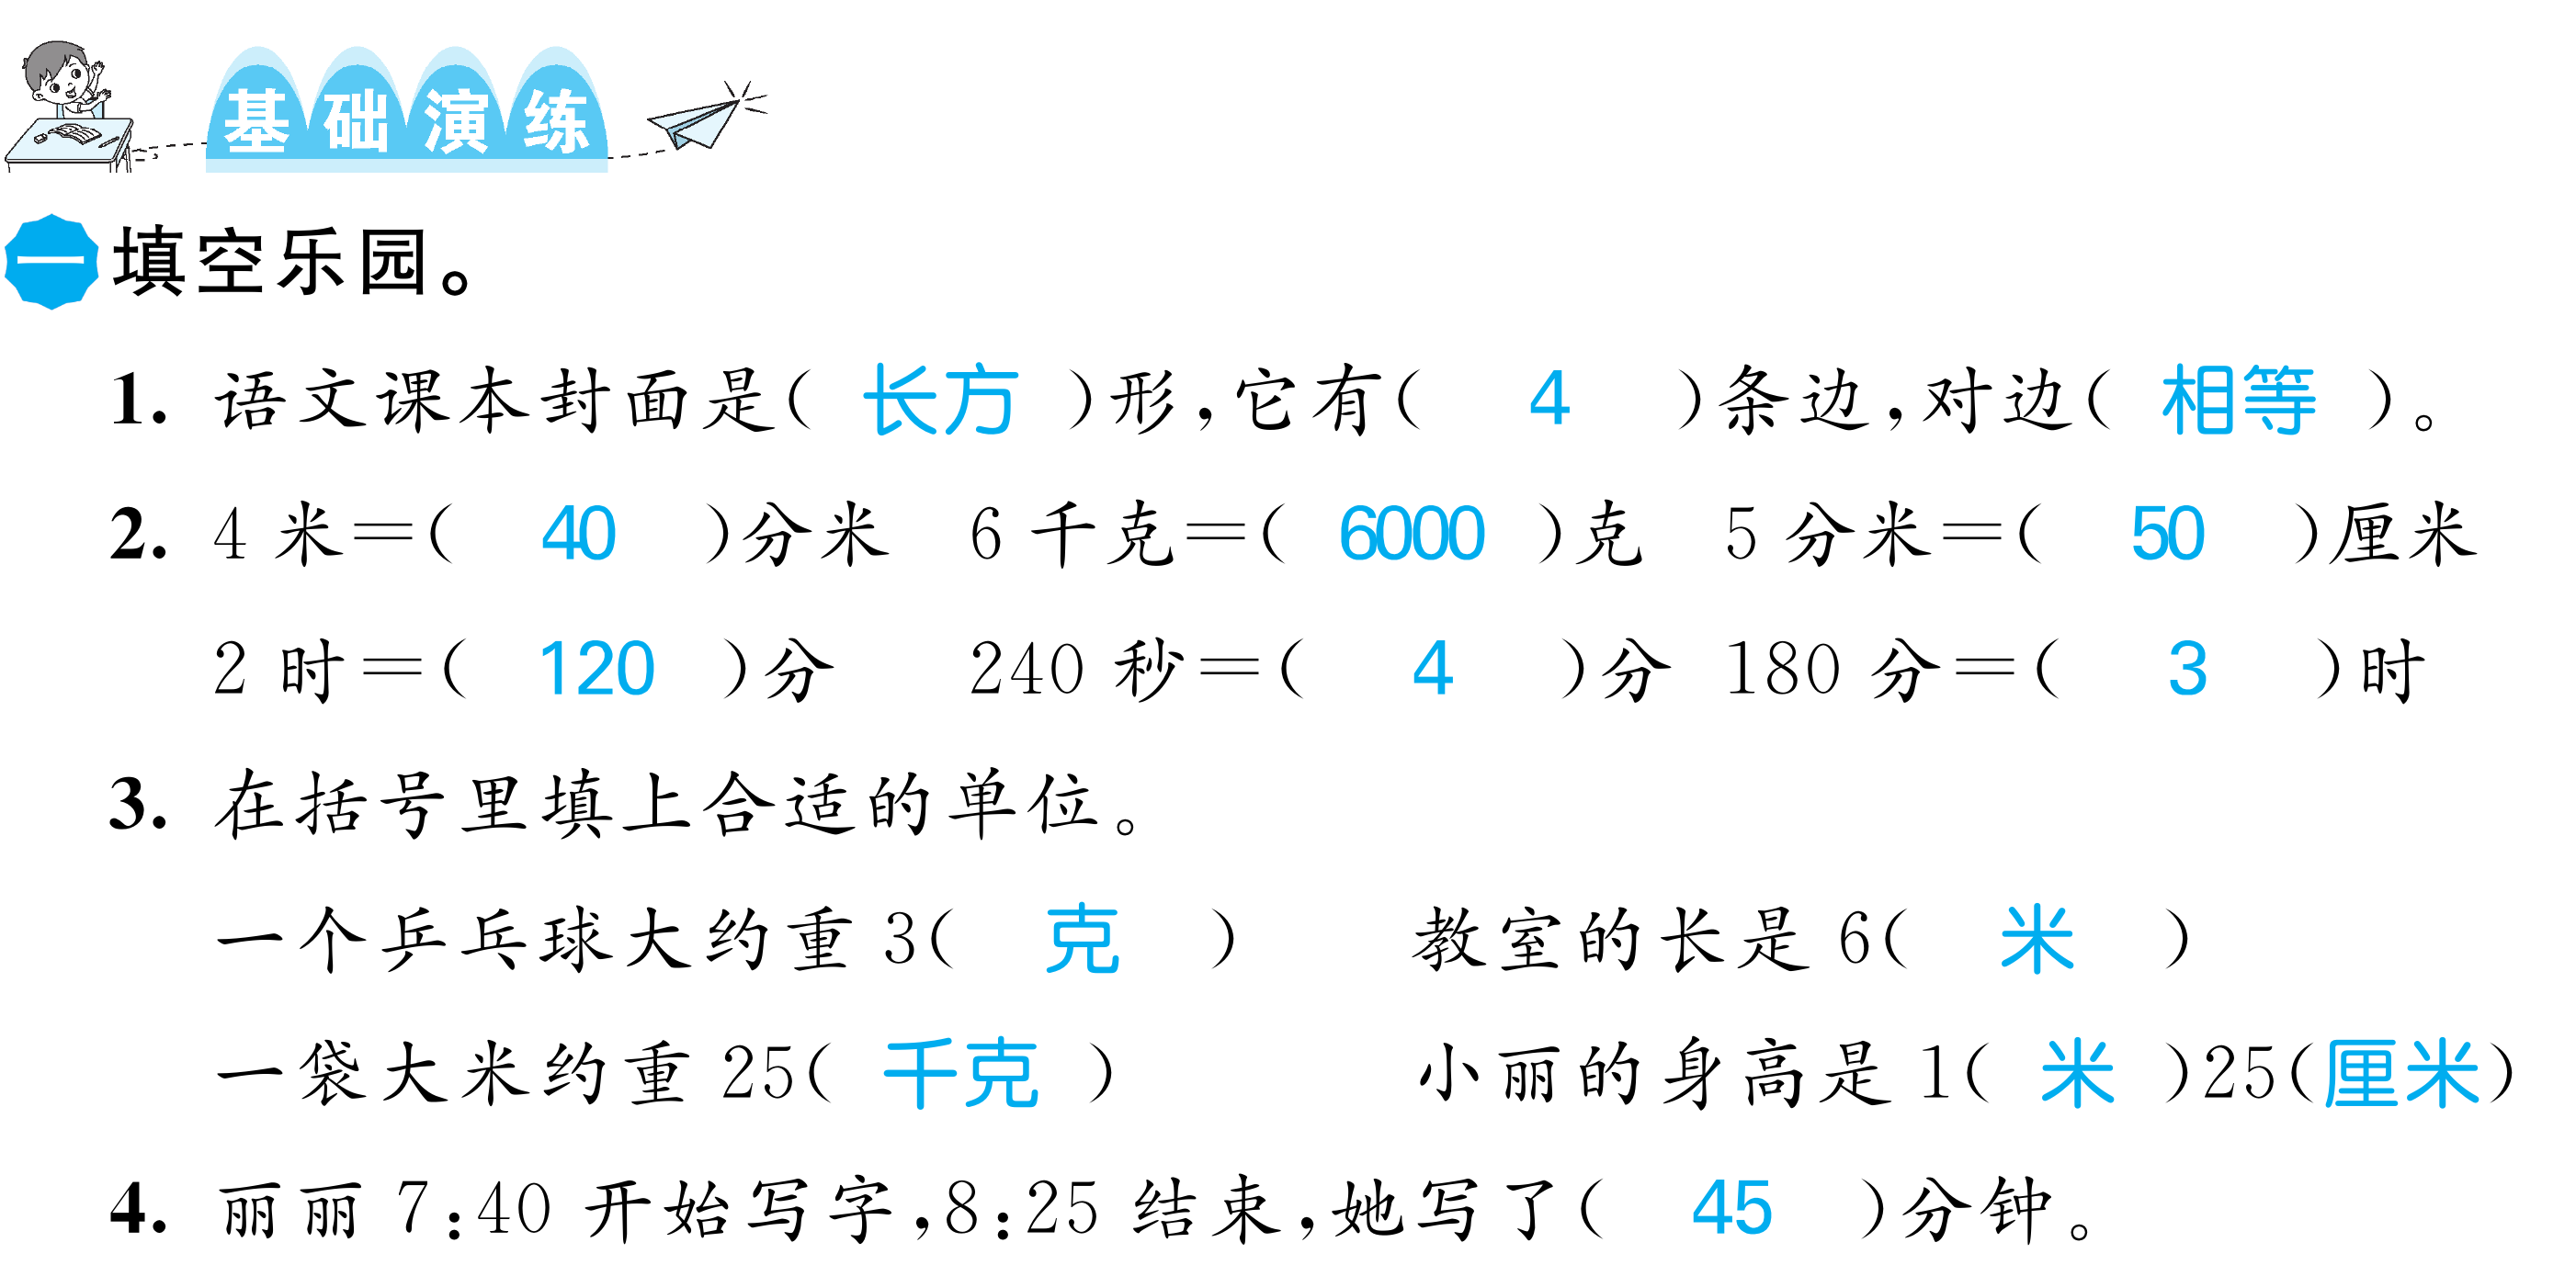 基础演练
一 填空乐园。
1. 语文课本封面是( 长方 )形,它有( 4 )条边,对边( 相等 )。
2. 4 米=( 40 )分米 6 千克=( 6000 )克 5 分米=( 50 )厘米
2 时=( 120 )分 240 秒=( 4 )分 180 分=( 3 )时
3. 在括号里填上合适的单位。
一个乒乓球大约重 3( 克 ) 教室的长是 6( 米 )
一袋大米约重 25( 千克 ) 小丽的身高是 1( 米 )25(厘米)
4. 丽丽 7:40 开始写字,8:25 结束,她写了( 45 )分钟。